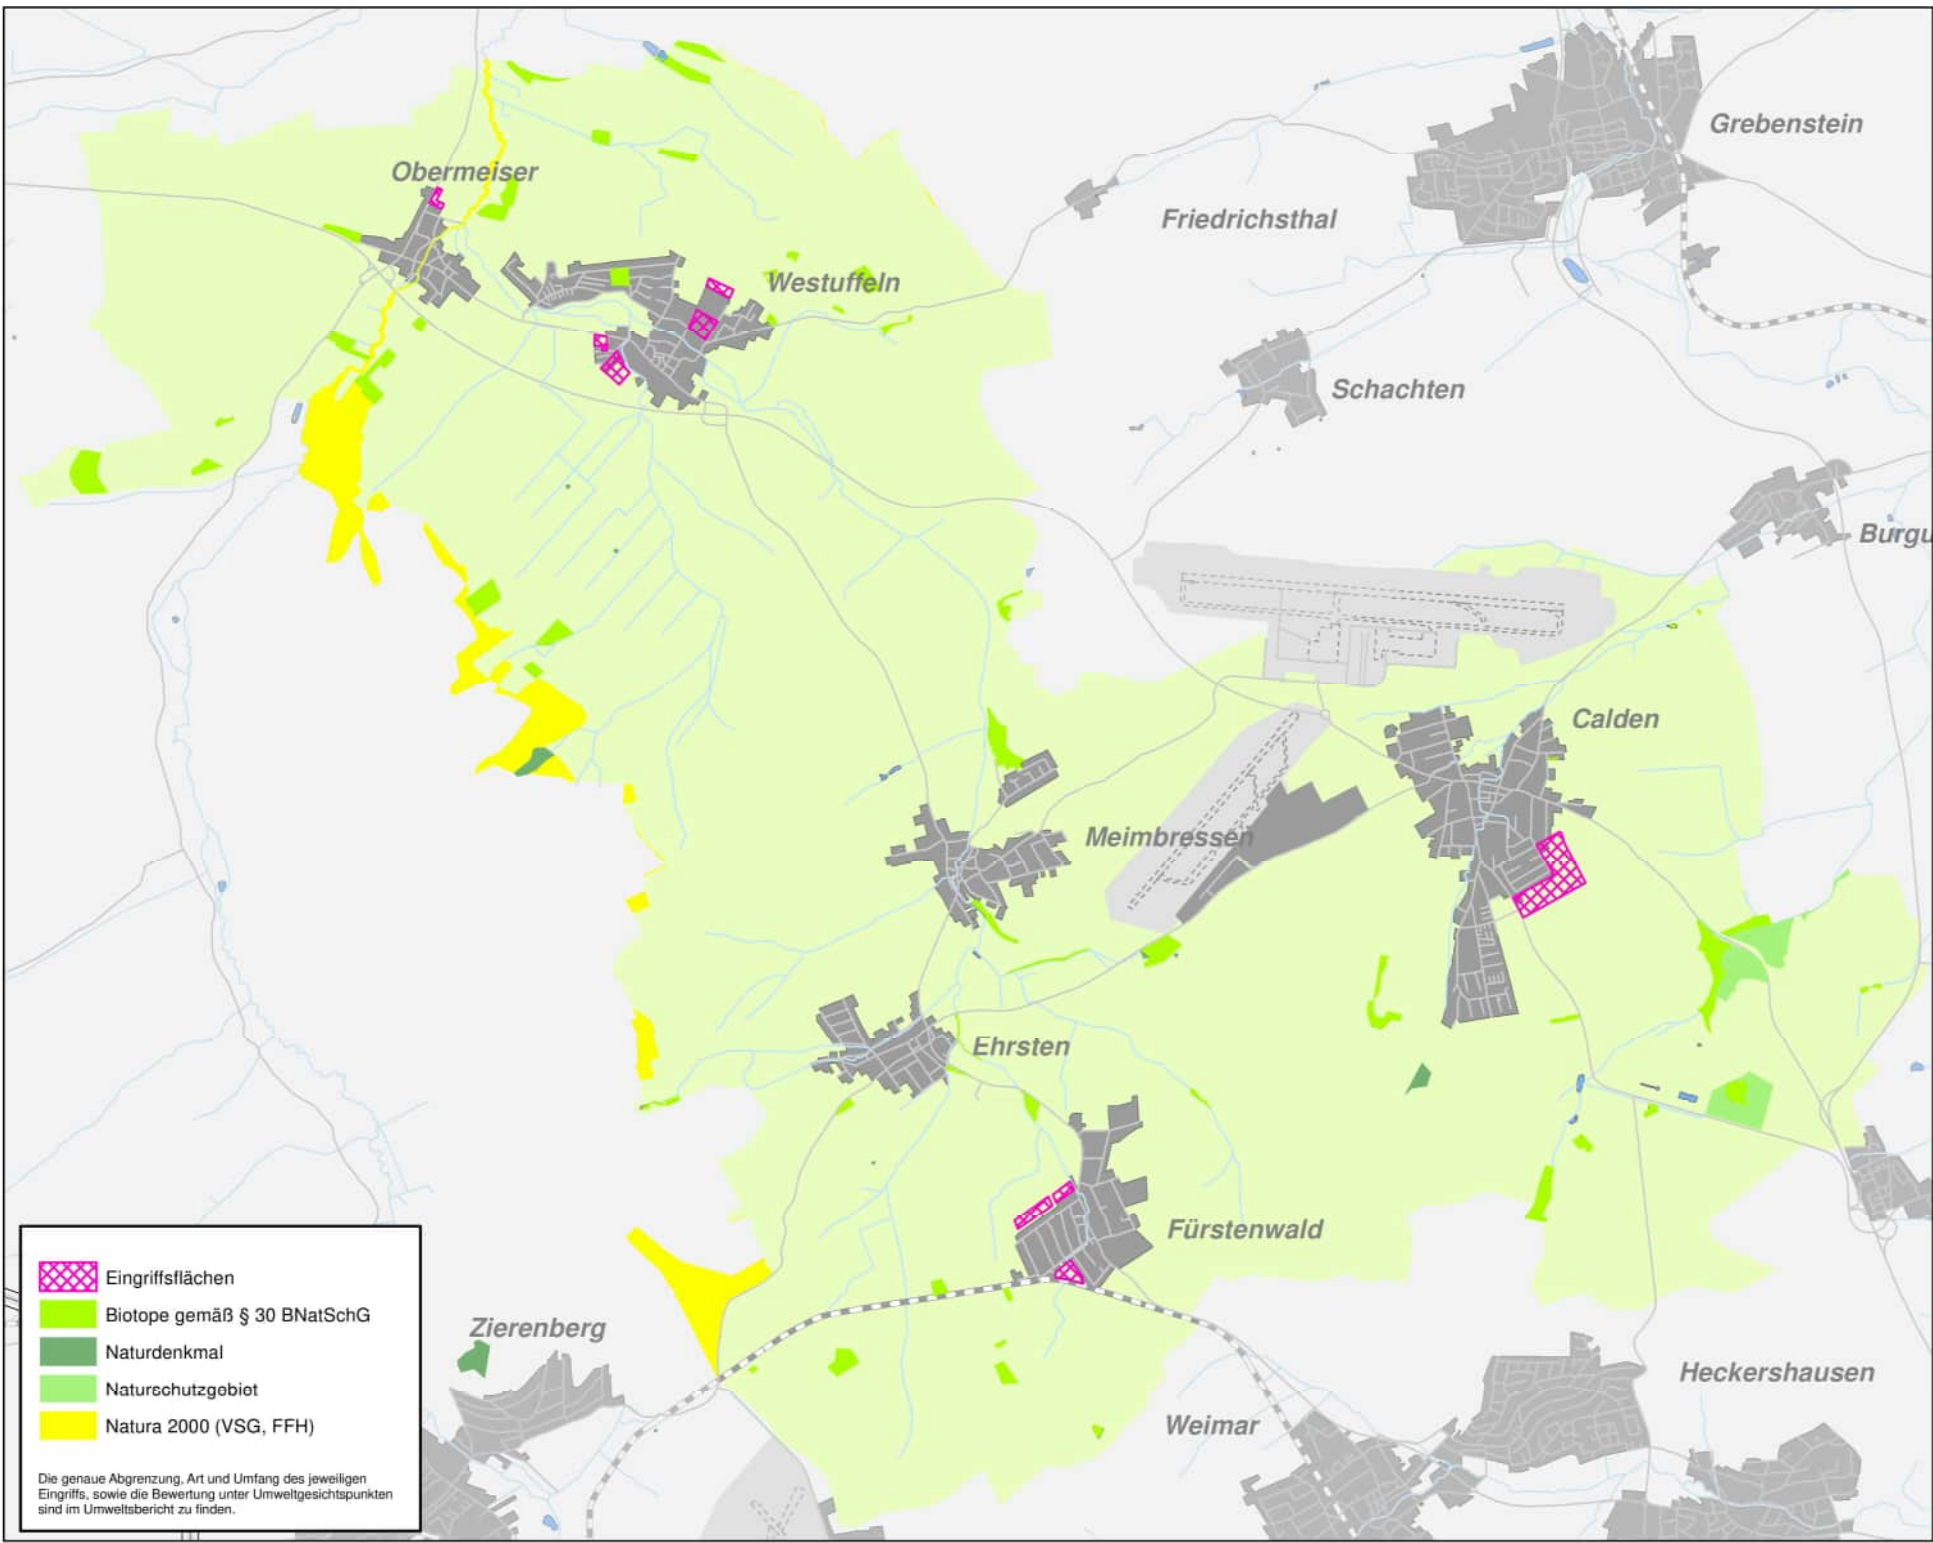 Grebenstein
Obermeiser
Friedrichsthal
Westuffeln
Schachten
Burgu
Calden
Meimbressen
Ehrsten
Fürstenwald
Zierenberg
Heckershausen
Weimar
Eingriffsflächen
Biotope gemäß § 30 BNatSchG
Naturdenkmal
Naturschutzgebiet
Natura 2000 (VSG, FFH)
Die genaue Abgrenzung, Art und Umfang des jeweiligen
Eingriffs, sowie die Bewertung unter Umweltgesichtspunkten
sind im Umweltsbericht zu finden.